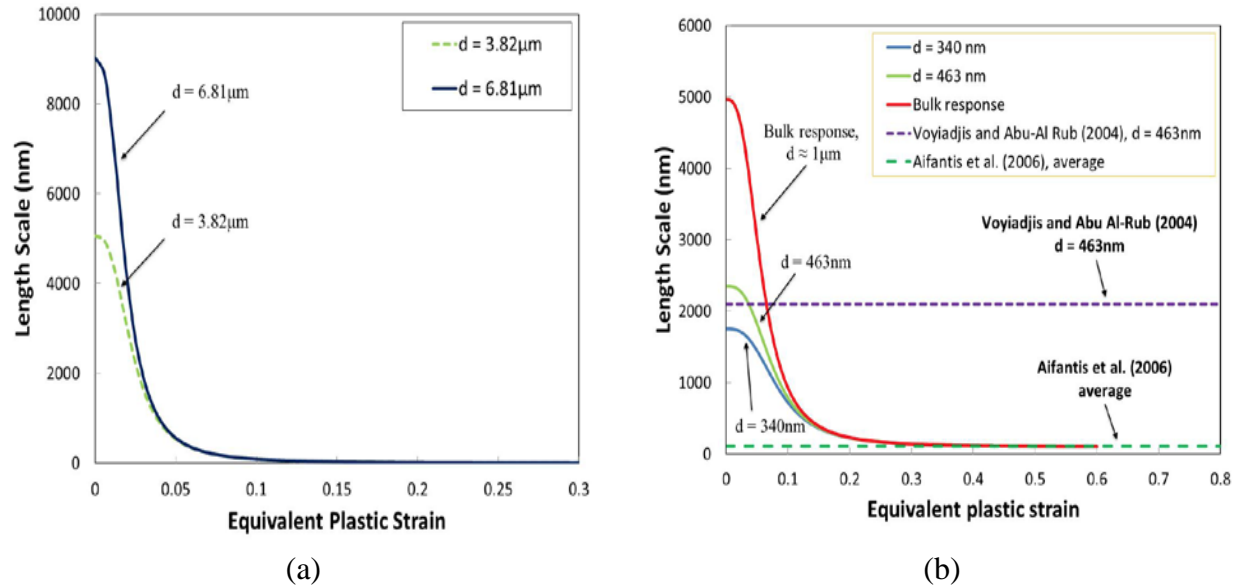 10000
8000
6000
4000
2000
0
Length Scale (nm)
d = 3.82μm
d = 6.81μm
d = 6.81μm
d = 3.82μm
0 0.05 0.1 0.15 0.2 0.25 0.3
Equivalent Plastic Strain
(a)
6000
5000
4000
3000
2000
1000
0
Length Scale (nm)
d = 340 nm
d = 463 nm
Bulk response
Voyiadjis and Abu-Al Rub (2004), d = 463nm
Aifantis et al. (2006), average
Bulk response,
d ≈ 1μm
d = 463nm
Voyiadjis and Abu Al-Rub (2004)
d = 463nm
d = 340nm
Aifantis et al. (2006)
average
0 0.1 0.2 0.3 0.4 0.5 0.6 0.7 0.8
Equivalent plastic strain
(b)